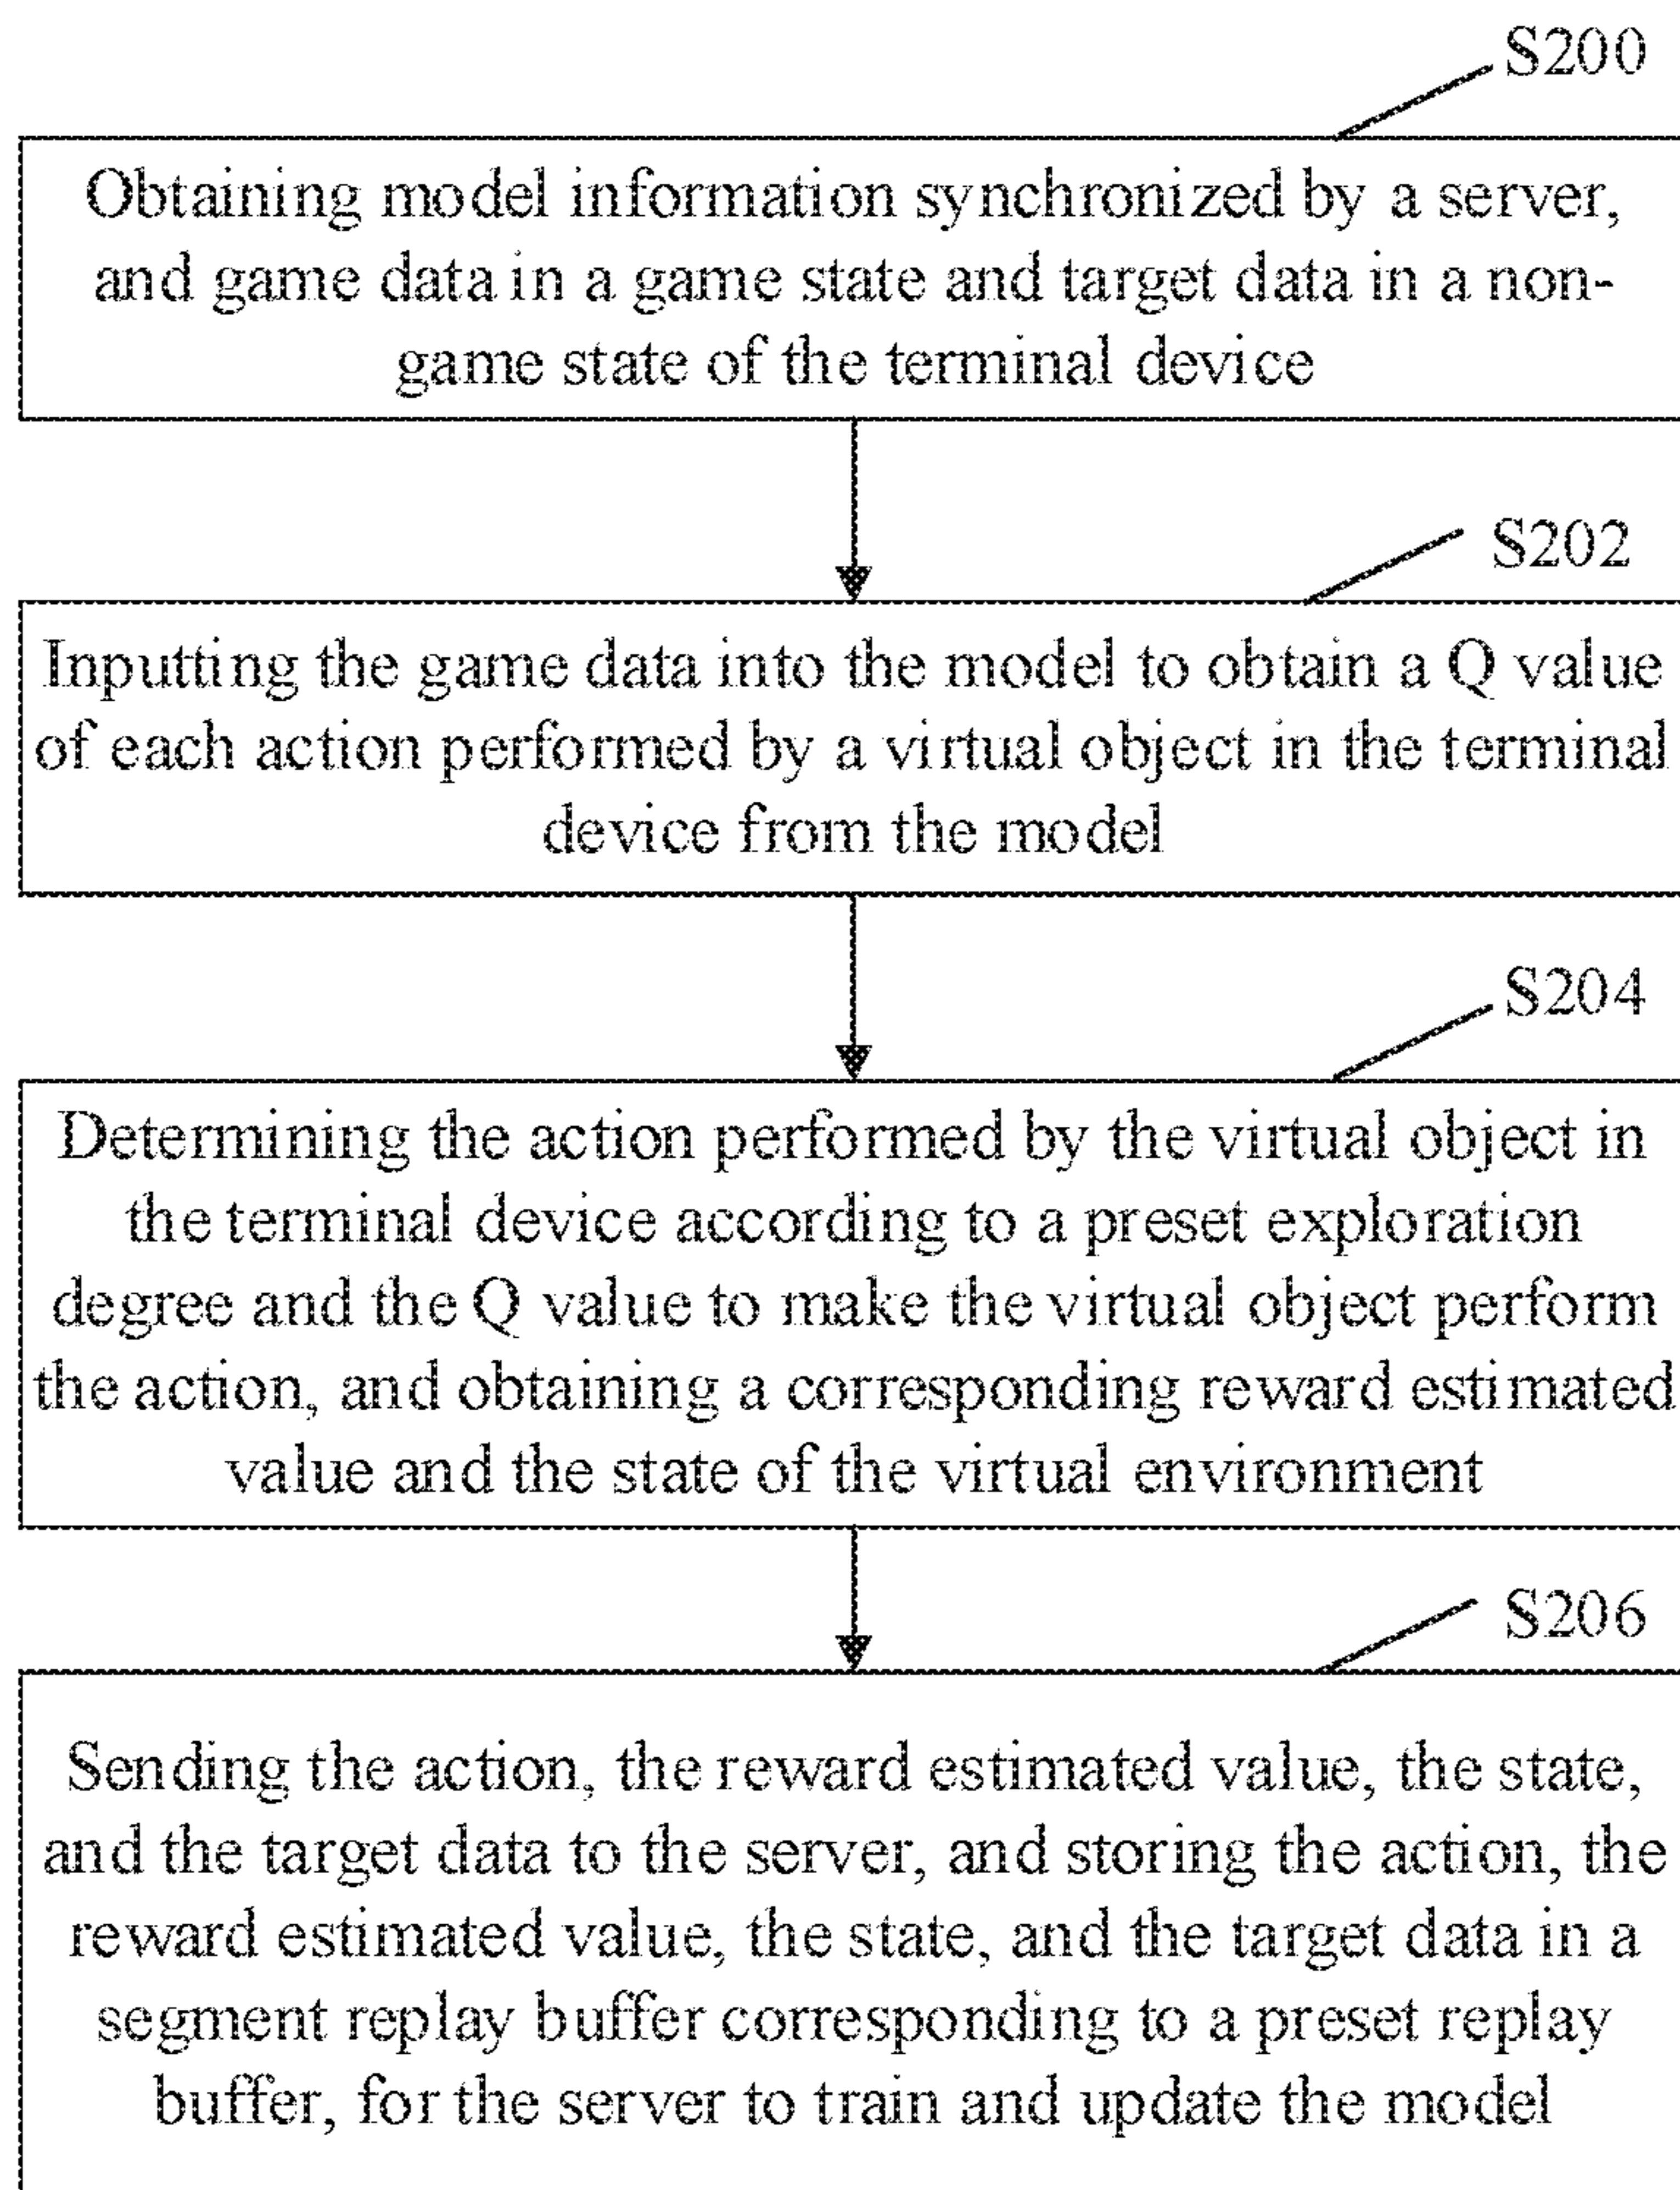 S200
Obtaining model information synchronized by a server,
and game data in a game state and target data in a non-
game state of the terminal device
S202
Inputting the game data into the model to obtain a Q value
of each action performed by a virtual object in the terminal
device from the model
S204
Determining the action performed by the virtual object in
the terminal device according to a preset exploration
degree and the Q value to make the virtual object perform
the action, and obtaining a corresponding reward estimated
value and the state of the virtual environment
S206
Sending the action, the reward estimated value, the state,
and the target data to the server, and storing the action, the
reward estimated value, the state, and the target data in a
segment replay buffer corresponding to a preset replay
buffer, for the server to train and update the model